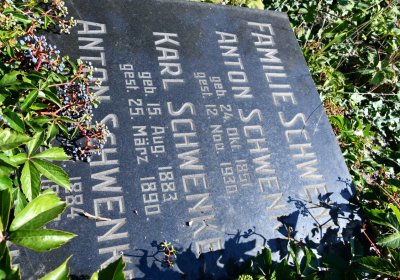 FAMILIE SCHWE
ANTON SCHWEN
geb. 24. Okt. 1851
gest. 12. Nov. 1930
KARL SCHWENKE
geb. 15. Aug. 1883
gest. 25. März 1890
ANTON SCHWENK